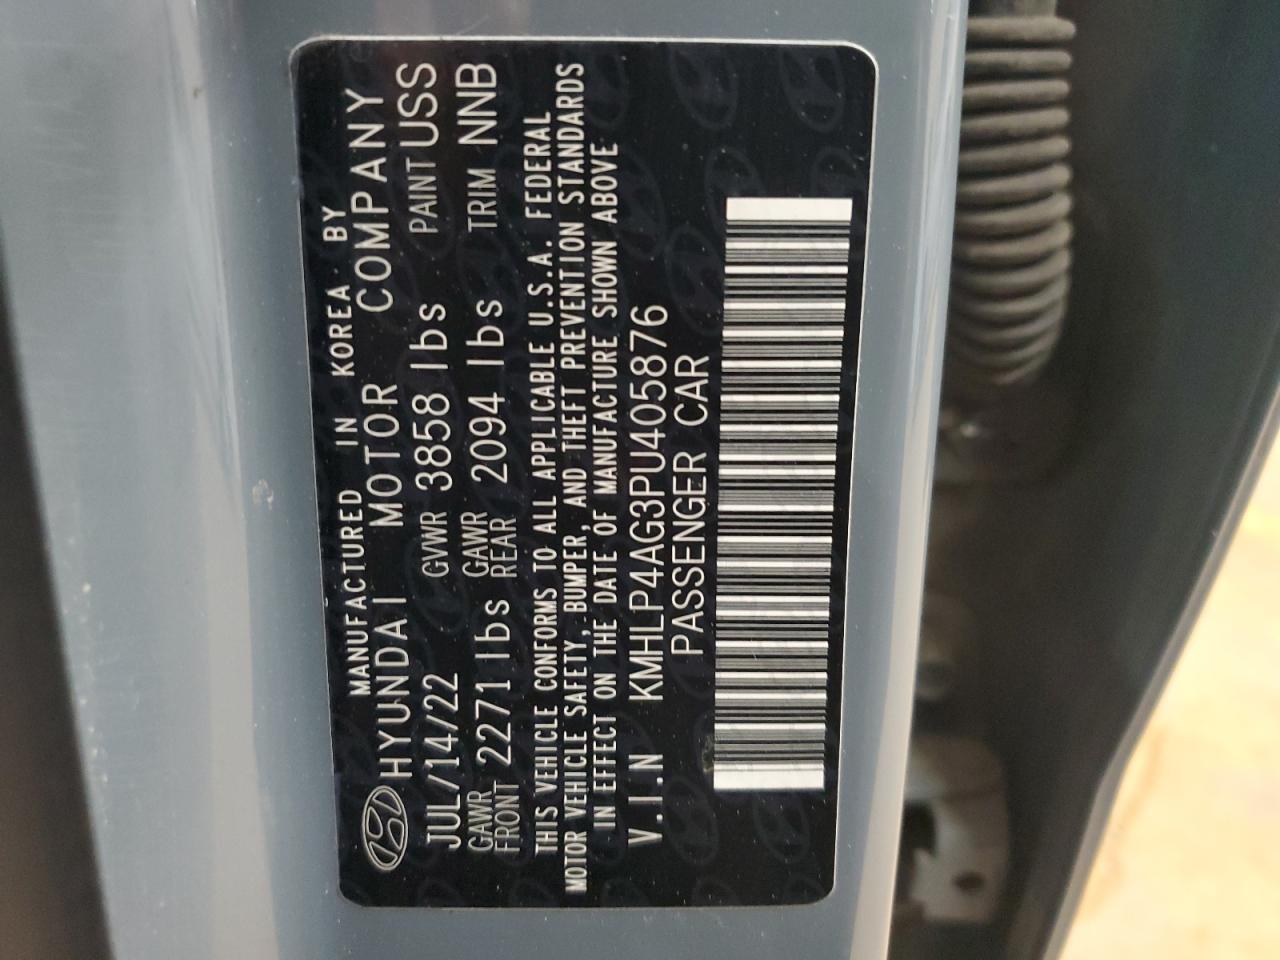 MANUFACTURED IN KOREA BY
HYUNDAI MOTOR COMPANY
JUL/14/22 GVWR 3858 lbs PAINT USS
GAWR FRONT 2271 lbs GAWR REAR 2094 lbs TRIM NNB
THIS VEHICLE CONFORMS TO ALL APPLICABLE U.S.A. FEDERAL
MOTOR VEHICLE SAFETY, BUMPER, AND THEFT PREVENTION STANDARDS
IN EFFECT ON THE DATE OF MANUFACTURE SHOWN ABOVE
V.I.N KMHLP4AG3PU405876
PASSENGER CAR